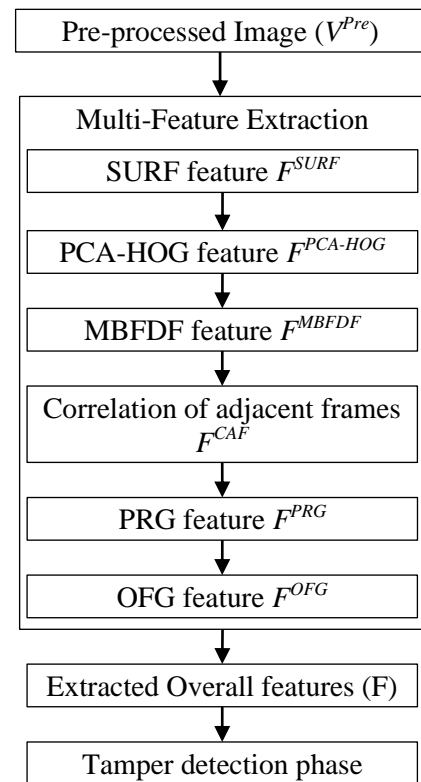 Pre-processed Image (V^Pre)
Multi-Feature Extraction
SURF feature F^SURF
PCA-HOG feature F^PCA-HOG
MBFDF feature F^MBFDF
Correlation of adjacent frames
F^CAF
PRG feature F^PRG
OFG feature F^OFG
Extracted Overall features (F)
Tamper detection phase